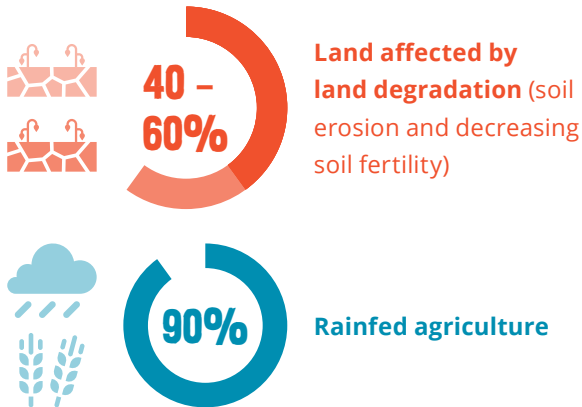 40 –
60%
Land affected by
land degradation (soil
erosion and decreasing
soil fertility)
90%
Rainfed agriculture